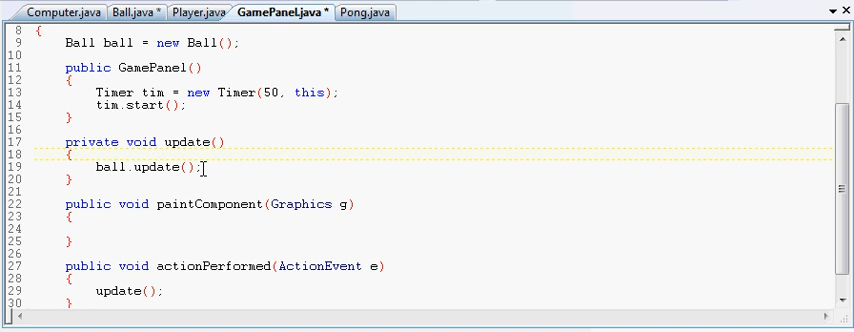 Computer.java Ball.java * Player.java GamePanel.java * Pong.java
8 {
9 Ball ball = new Ball();
10
11 public GamePanel()
12 {
13 Timer tim = new Timer(50, this);
14 tim.start();
15 }
16
17 private void update()
18 {
19 ball.update();
20 }
21
22 public void paintComponent(Graphics g)
23 {
24
25 }
26
27 public void actionPerformed(ActionEvent e)
28 {
29 update();
30 }